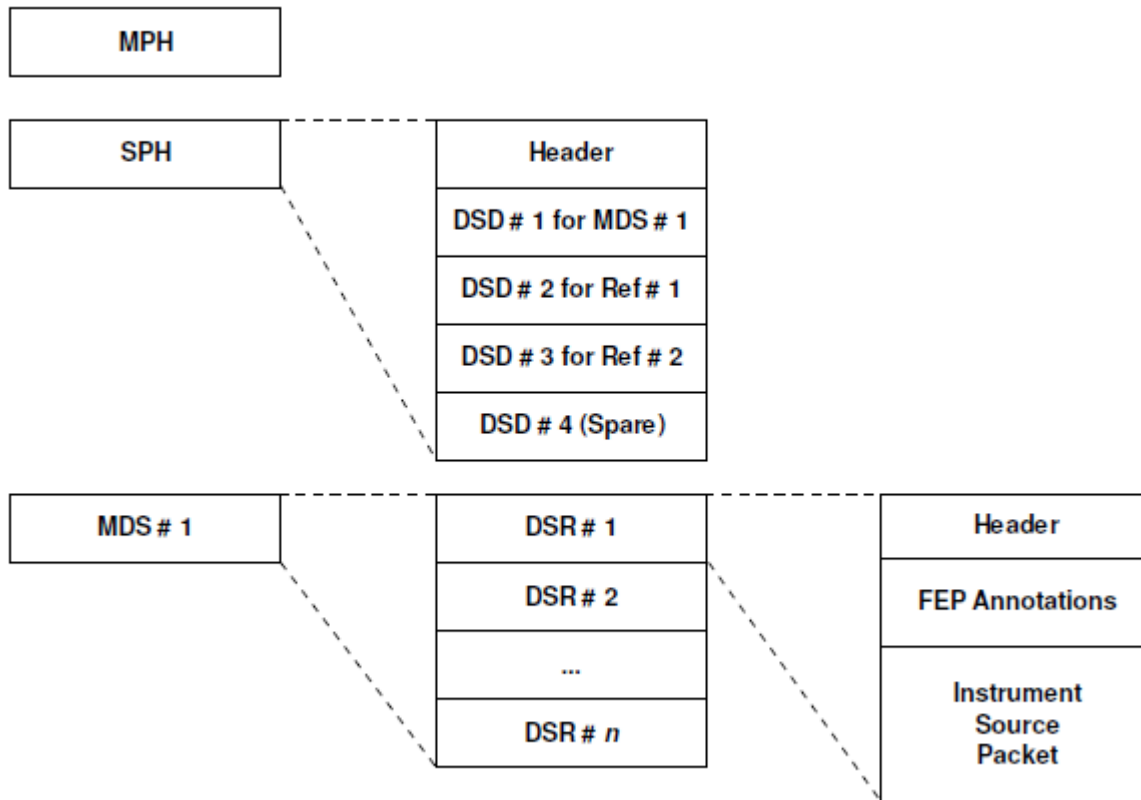 MPH
SPH
Header
DSD # 1 for MDS # 1
DSD # 2 for Ref # 1
DSD # 3 for Ref # 2
DSD # 4 (Spare)
MDS # 1
DSR # 1
DSR # 2
...
DSR # n
Header
FEP Annotations
Instrument
Source
Packet